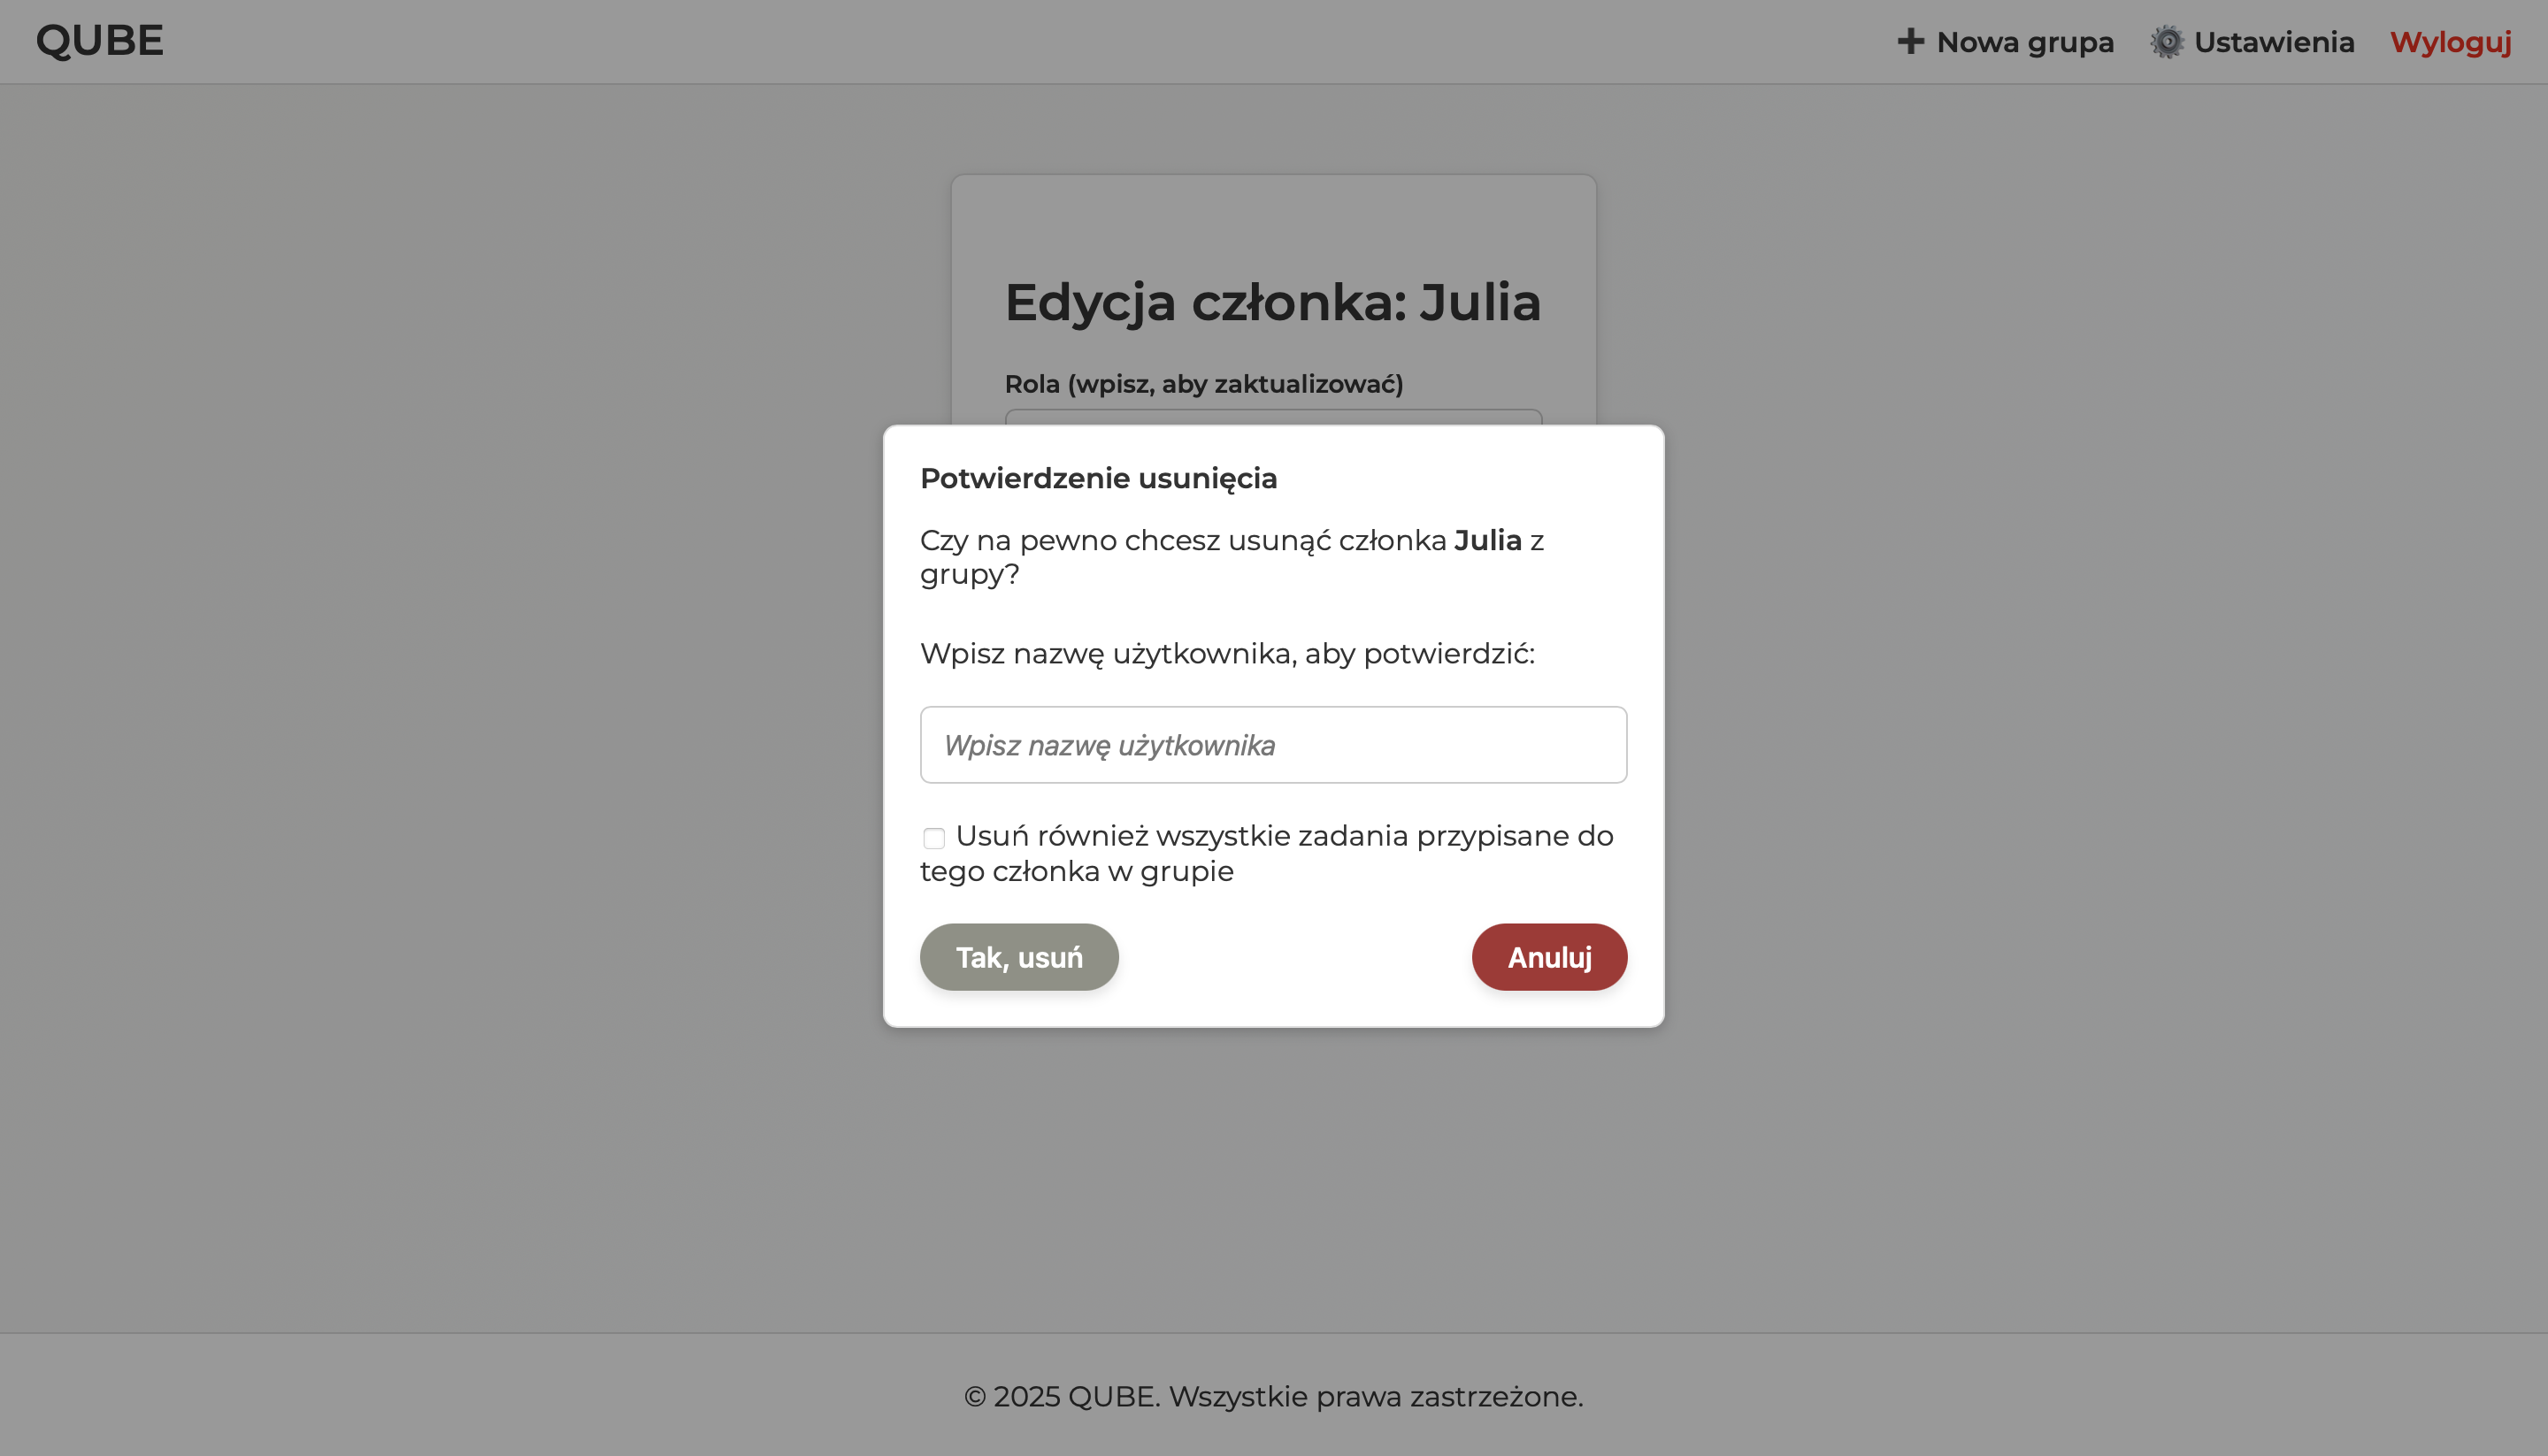 QUBE
Nowa grupa
Ustawienia
Wyloguj
Edycja członka: Julia
Rola (wpisz, aby zaktualizować)
Potwierdzenie usunięcia
Czy na pewno chcesz usunąć członka Julia z
grupy?
Wpisz nazwę użytkownika, aby potwierdzić:
Wpisz nazwę użytkownika
Usuń również wszystkie zadania przypisane do
tego członka w grupie
Tak, usuń
Anuluj
© 2025 QUBE. Wszystkie prawa zastrzeżone.